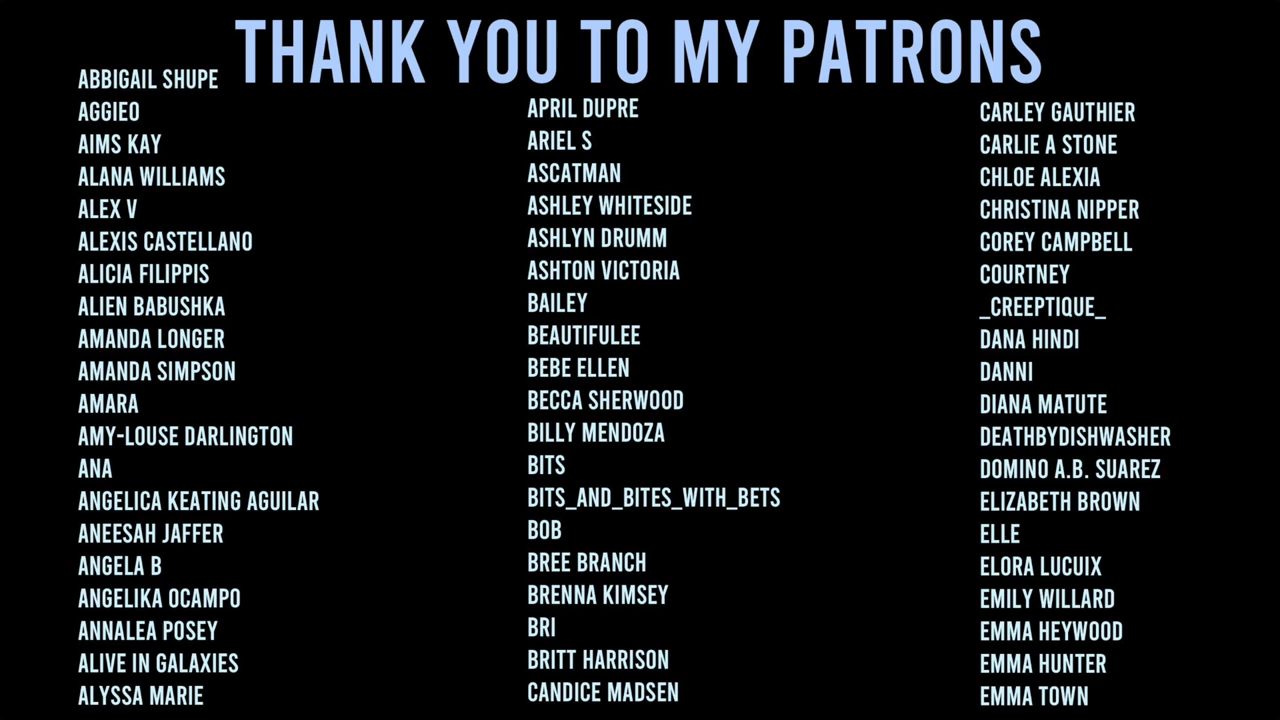 THANK YOU TO MY PATRONS
ABBIGAIL SHUPE
AGGIEO
AIMS KAY
ALANA WILLIAMS
ALEX V
ALEXIS CASTELLANO
ALICIA FILIPPIS
ALIEN BABUSHKA
AMANDA LONGER
AMANDA SIMPSON
AMARA
AMY-LOUSE DARLINGTON
ANA
ANGELICA KEATING AGUILAR
ANEESAH JAFFER
ANGELA B
ANGELIKA OCAMPO
ANNALEA POSEY
ALIVE IN GALAXIES
ALYSSA MARIE
APRIL DUPRE
ARIEL S
ASCATMAN
ASHLEY WHITESIDE
ASHLYN DRUMM
ASHTON VICTORIA
BAILEY
BEAUTIFULEE
BEBE ELLEN
BECCA SHERWOOD
BILLY MENDOZA
BITS
BITS_AND_BITES_WITH_BETS
BOB
BREE BRANCH
BRENNA KIMSEY
BRI
BRITT HARRISON
CANDICE MADSEN
CARLEY GAUTHIER
CARLIE A STONE
CHLOE ALEXIA
CHRISTINA NIPPER
COREY CAMPBELL
COURTNEY
_CREEPTIQUE_
DANA HINDI
DANNI
DIANA MATUTE
DEATHBYDISHWASHER
DOMINO A.B. SUAREZ
ELIZABETH BROWN
ELLE
ELORA LUCUIX
EMILY WILLARD
EMMA HEYWOOD
EMMA HUNTER
EMMA TOWN